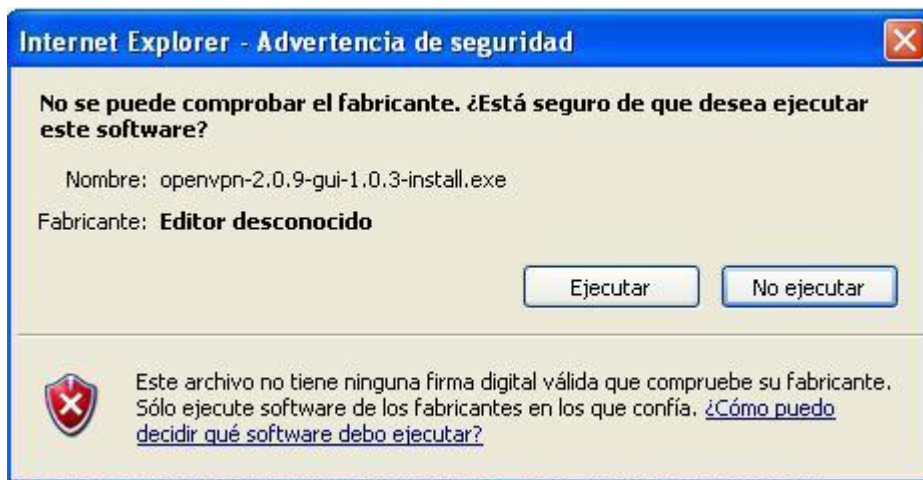 Internet Explorer - Advertencia de seguridad
No se puede comprobar el fabricante. ¿Está seguro de que desea ejecutar
este software?
Nombre: openvpn-2.0.9-gui-1.0.3-install.exe
Fabricante: Editor desconocido
Ejecutar
No ejecutar
Este archivo no tiene ninguna firma digital válida que compruebe su fabricante.
Sólo ejecute software de los fabricantes en los que confía. ¿Cómo puedo
decidir qué software debo ejecutar?